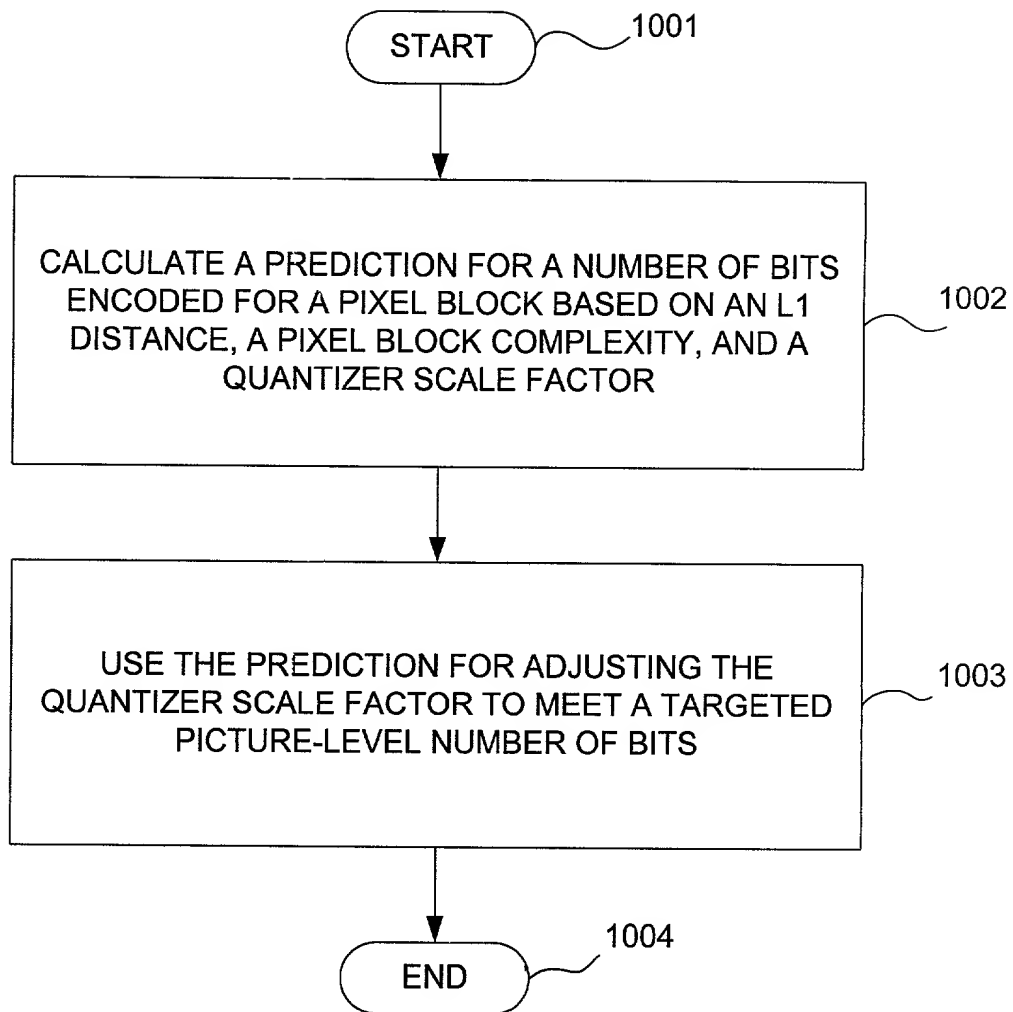 START
1001
CALCULATE A PREDICTION FOR A NUMBER OF BITS
ENCODED FOR A PIXEL BLOCK BASED ON AN L1
DISTANCE, A PIXEL BLOCK COMPLEXITY, AND A
QUANTIZER SCALE FACTOR
1002
USE THE PREDICTION FOR ADJUSTING THE
QUANTIZER SCALE FACTOR TO MEET A TARGETED
PICTURE-LEVEL NUMBER OF BITS
1003
END
1004